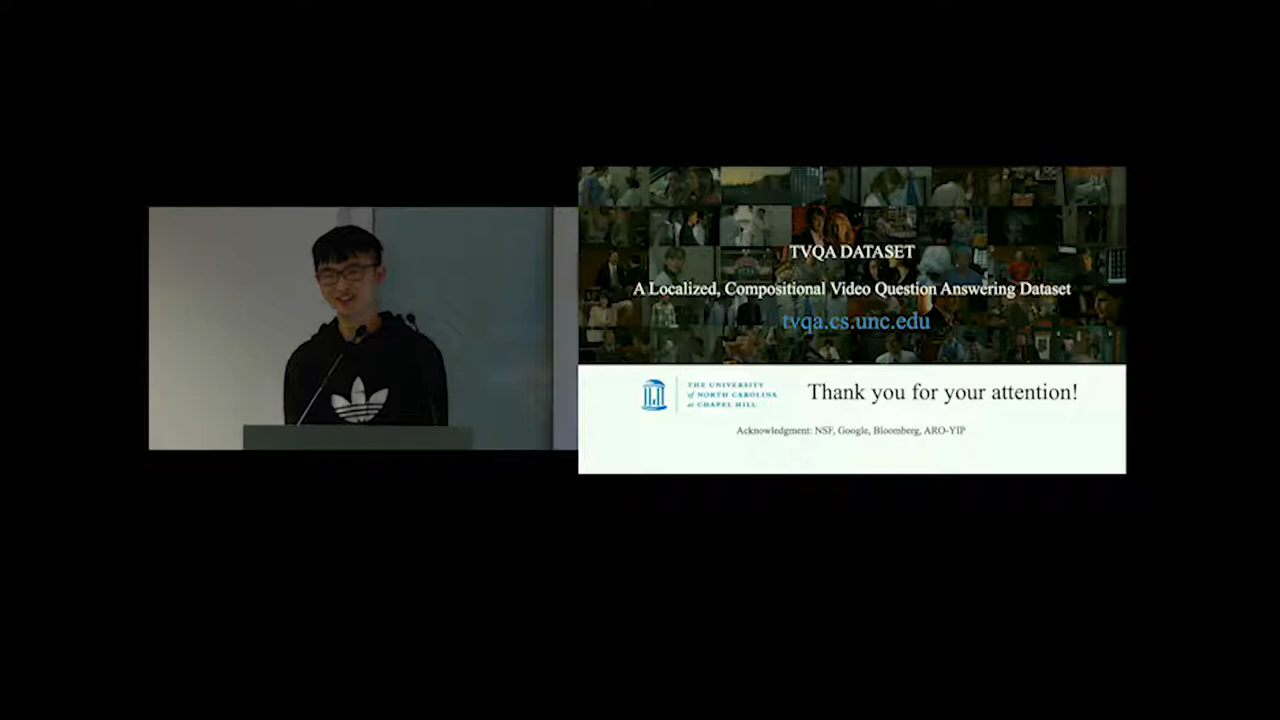 TVQA DATASET
A Localized, Compositional Video Question Answering Dataset
tvqa.cs.unc.edu
THE UNIVERSITY
of NORTH CAROLINA
at CHAPEL HILL
Thank you for your attention!
Acknowledgment: NSF, Google, Bloomberg, ARO-YIP